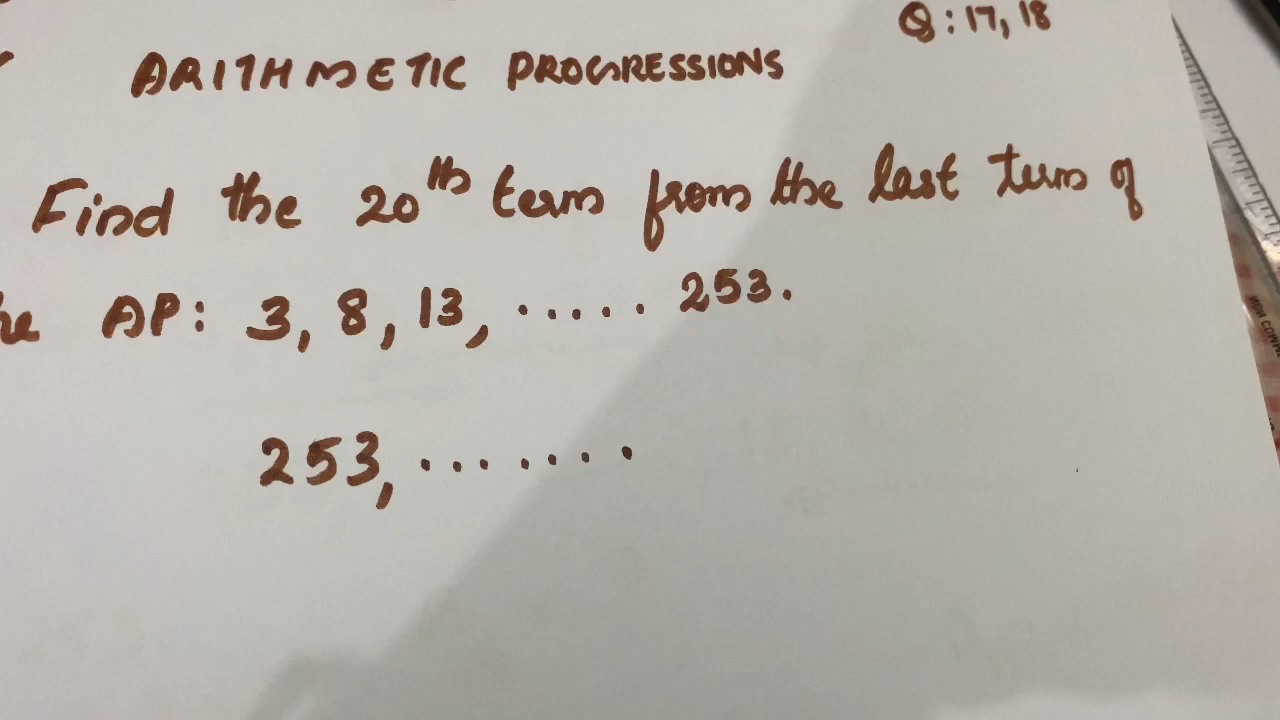 Q: 17, 18
ARITHMETIC PROGRESSIONS
Find the 20th term from the last term of
AP: 3, 8, 13, ..... 253.
253, .......